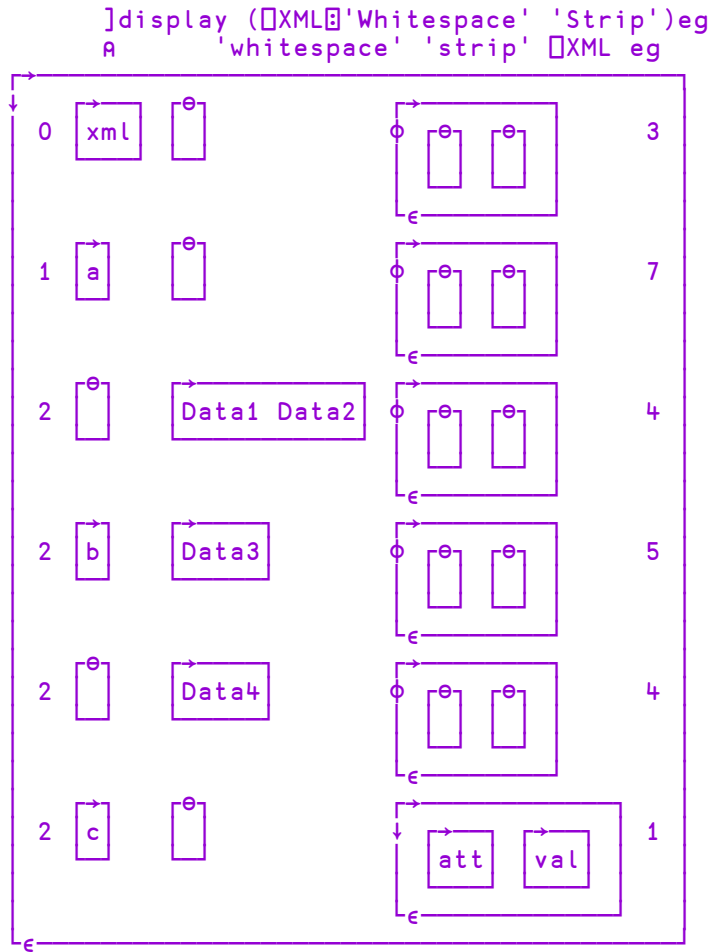 ]display (⎕XML⍠'Whitespace' 'Strip')eg
⍝ 'whitespace' 'strip' ⎕XML eg
0 xml ⊖ ⊖ ⊖ 3
1 a ⊖ ⊖ ⊖ 7
2 ⊖ Data1 Data2 ⊖ ⊖ 4
2 b Data3 ⊖ ⊖ 5
2 ⊖ Data4 ⊖ ⊖ 4
2 c ⊖ att val 1